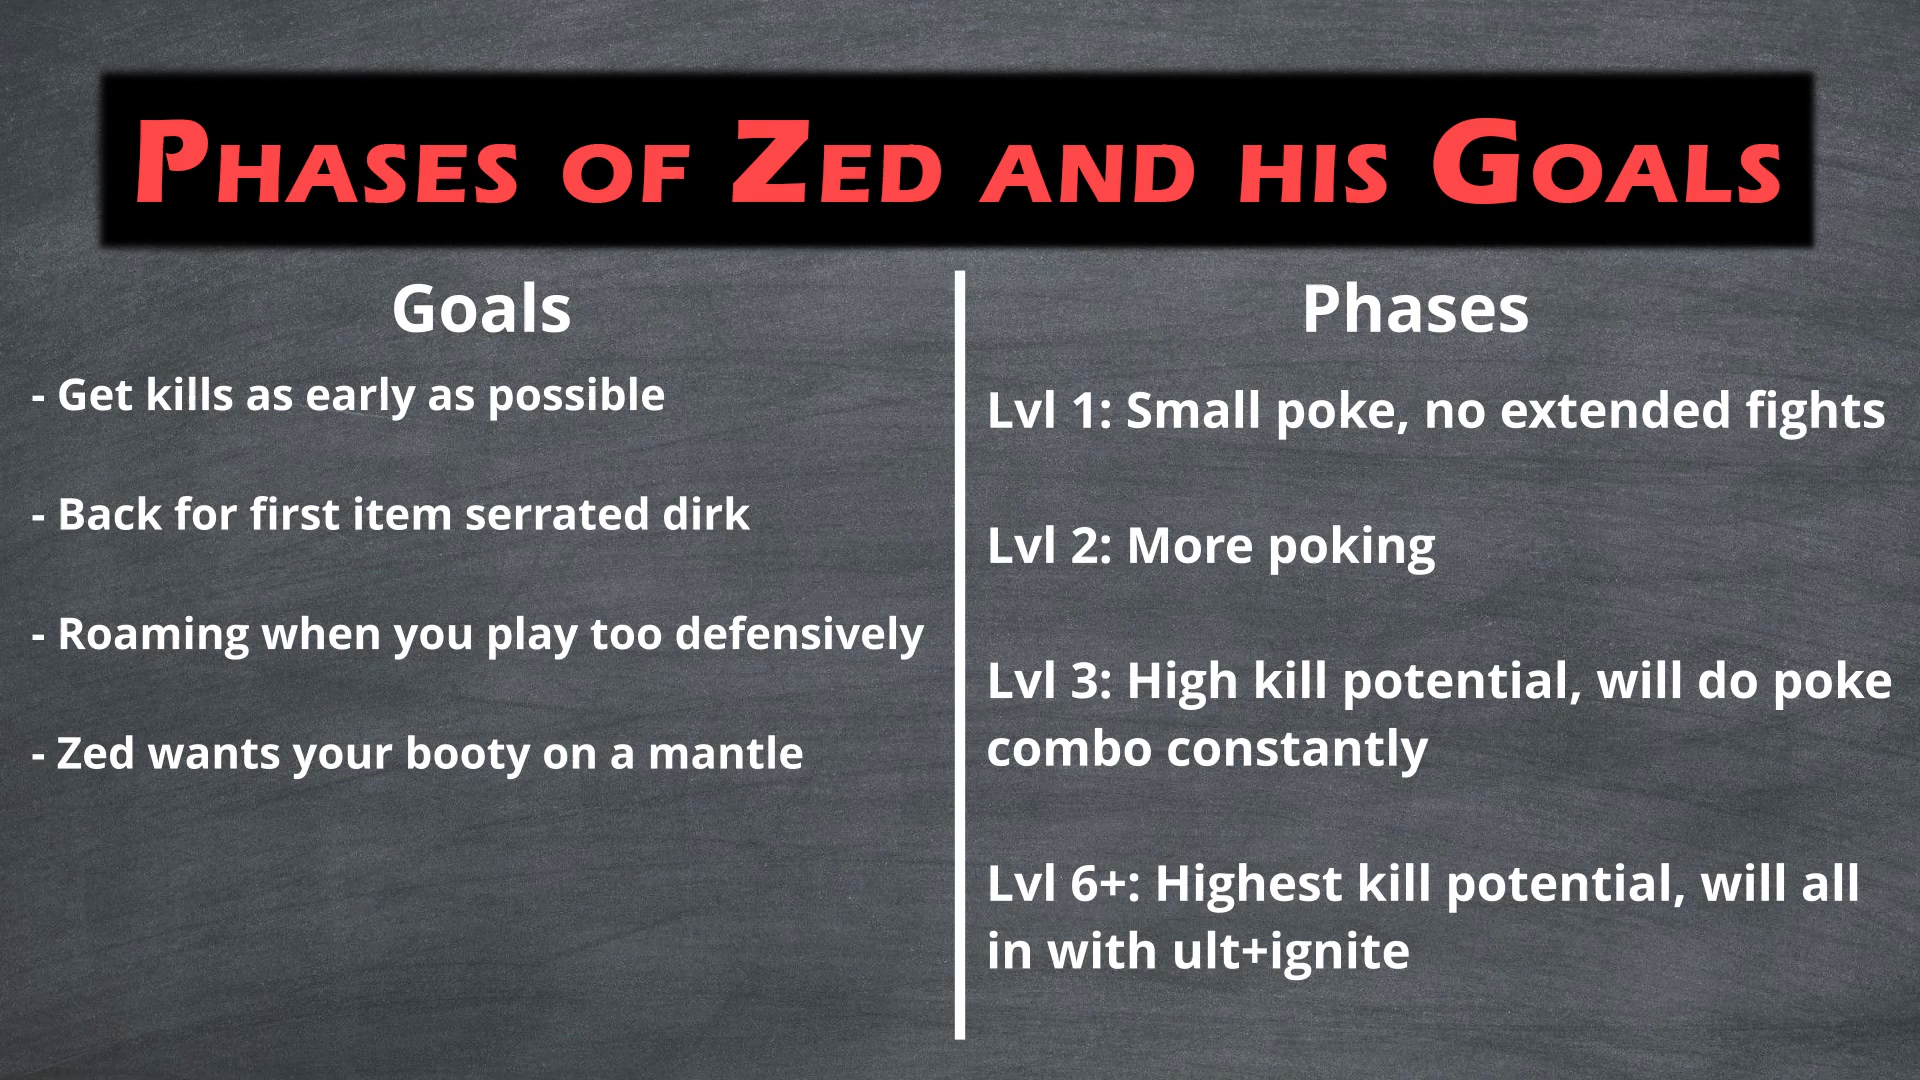 Phases of Zed and his Goals
Goals
- Get kills as early as possible
- Back for first item serrated dirk
- Roaming when you play too defensively
- Zed wants your booty on a mantle
Phases
Lvl 1: Small poke, no extended fights
Lvl 2: More poking
Lvl 3: High kill potential, will do poke
combo constantly
Lvl 6+: Highest kill potential, will all
in with ult+ignite